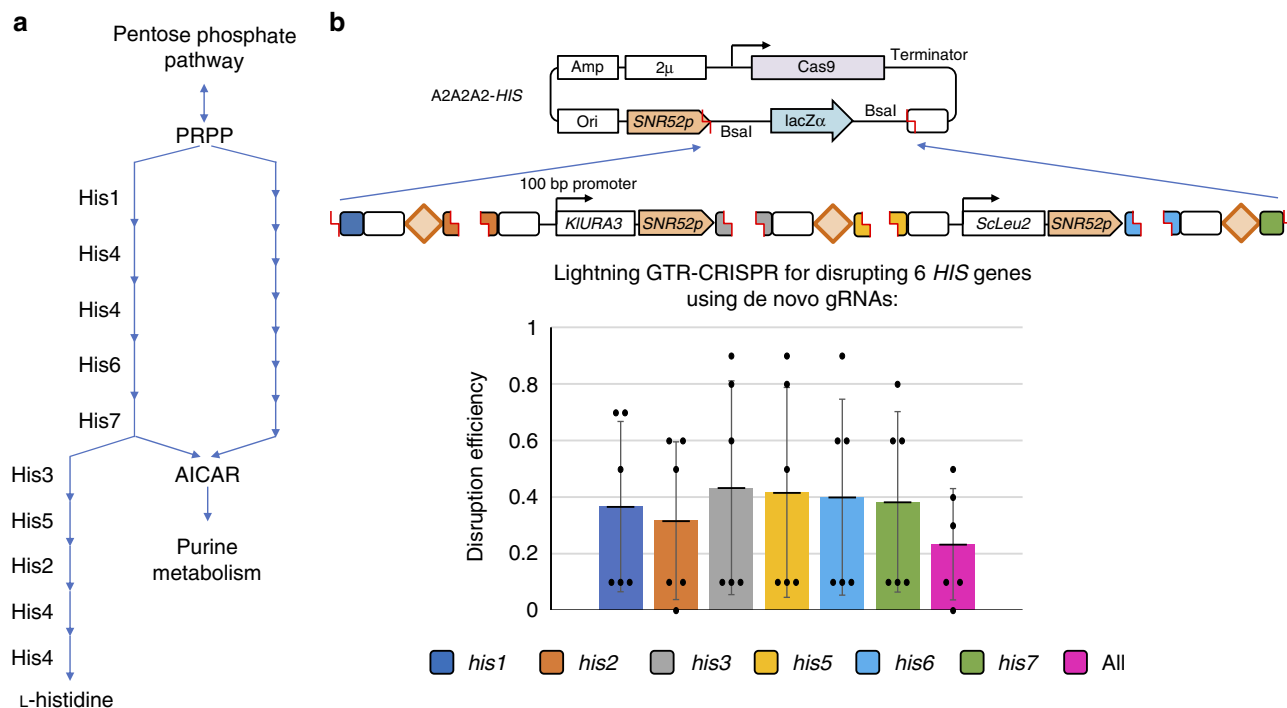 a
Pentose phosphate
pathway
PRPP
His1
His4
His4
His6
His7
His3
AICAR
His5
His2
Purine
metabolism
His4
His4
L-histidine
b
A2A2A2-HIS
Amp
2μ
Cas9
Terminator
Ori
SNR52p
BsaI
lacZα
BsaI
100 bp promoter
KlURA3
SNR52p
ScLeu2
SNR52p
Lightning GTR-CRISPR for disrupting 6 HIS genes
using de novo gRNAs:
Disruption efficiency
1
0.8
0.6
0.4
0.2
0
his1
his2
his3
his5
his6
his7
All